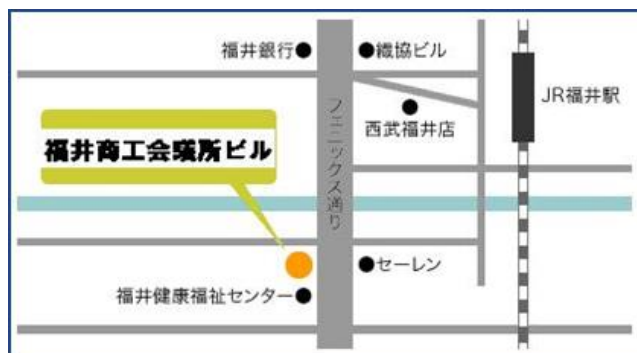 福井銀行
織協ビル
JR福井駅
西武福井店
福井商工会議所ビル
フェニックス通り
セーレン
福井健康福祉センター